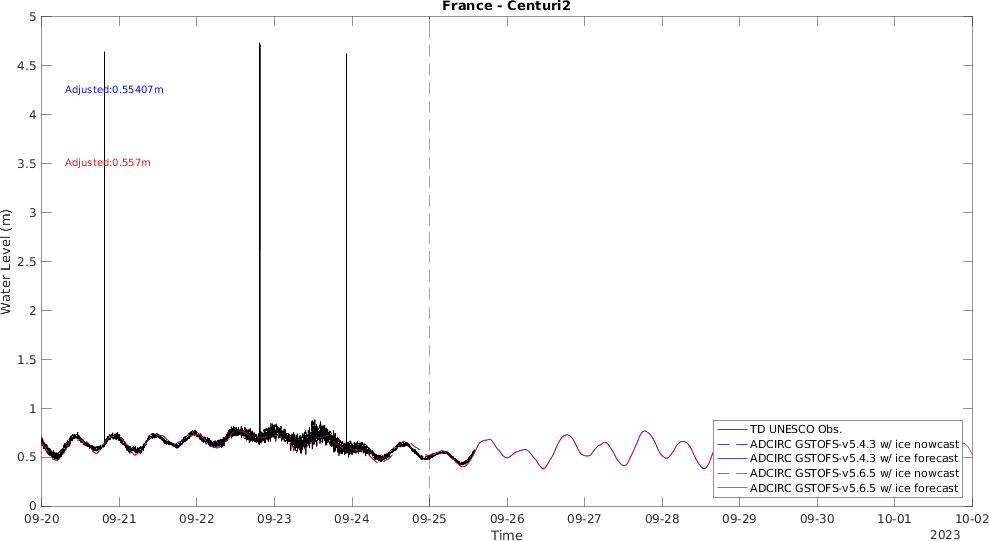 France - Centuri2
Water Level (m)
5
4.5
4
3.5
3
2.5
2
1.5
1
0.5
0
Adjusted:0.55407m
Adjusted:0.557m
TD UNESCO Obs.
ADCIRC GSTOFS-v5.4.3 w/ ice nowcast
ADCIRC GSTOFS-v5.4.3 w/ ice forecast
ADCIRC GSTOFS-v5.6.5 w/ ice nowcast
ADCIRC GSTOFS-v5.6.5 w/ ice forecast
09-20 09-21 09-22 09-23 09-24 09-25 09-26 09-27 09-28 09-29 09-30 10-01 10-02
Time
2023